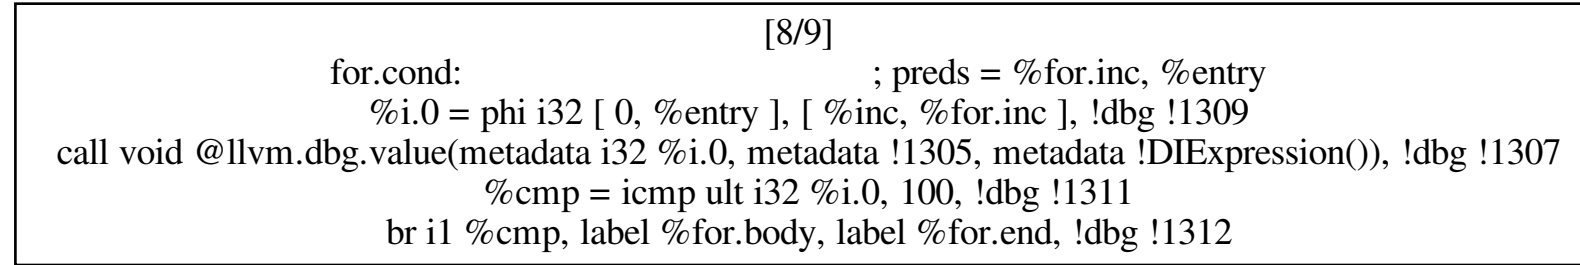 [8/9]
for.cond: ; preds = %for.inc, %entry
%i.0 = phi i32 [ 0, %entry ], [ %inc, %for.inc ], !dbg !1309
call void @llvm.dbg.value(metadata i32 %i.0, metadata !1305, metadata !DIExpression()), !dbg !1307
%cmp = icmp ult i32 %i.0, 100, !dbg !1311
br i1 %cmp, label %for.body, label %for.end, !dbg !1312